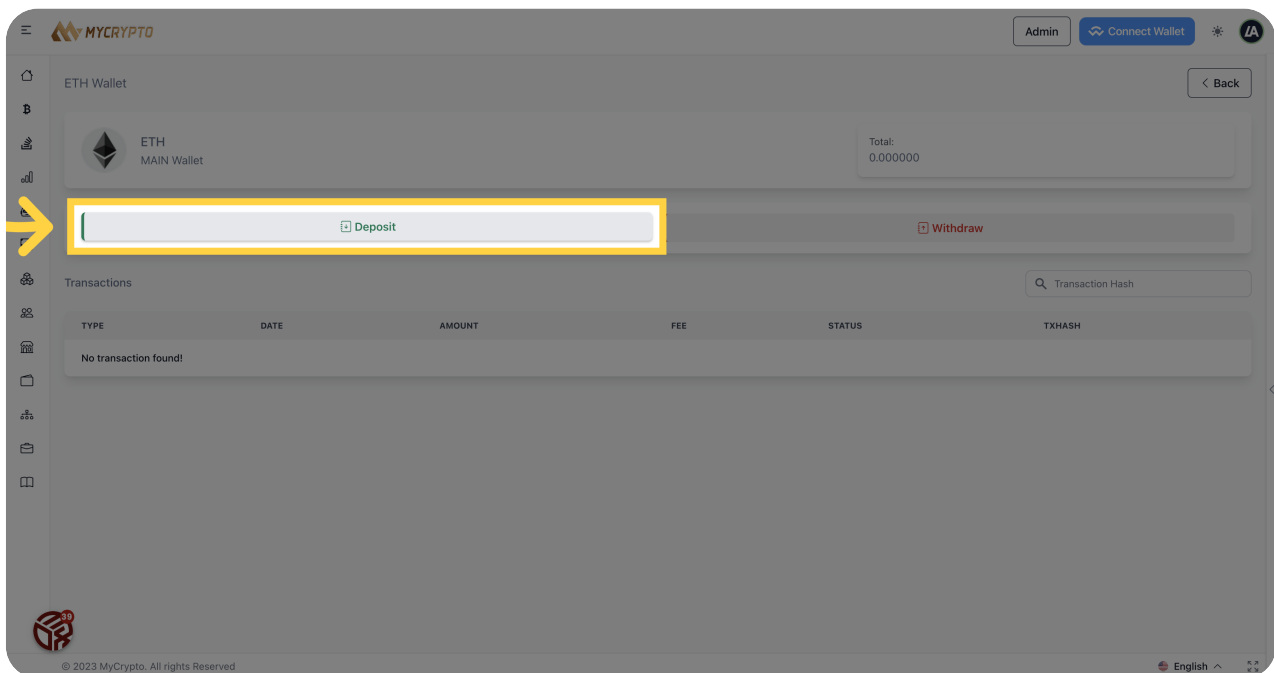 MYCRYPTO
Admin
Connect Wallet
ETH Wallet
Back
ETH
MAIN Wallet
Total:
0.000000
Deposit
Withdraw
Transactions
Transaction Hash
TYPE DATE AMOUNT FEE STATUS TXHASH
No transaction found!
39
© 2023 MyCrypto. All rights Reserved
English